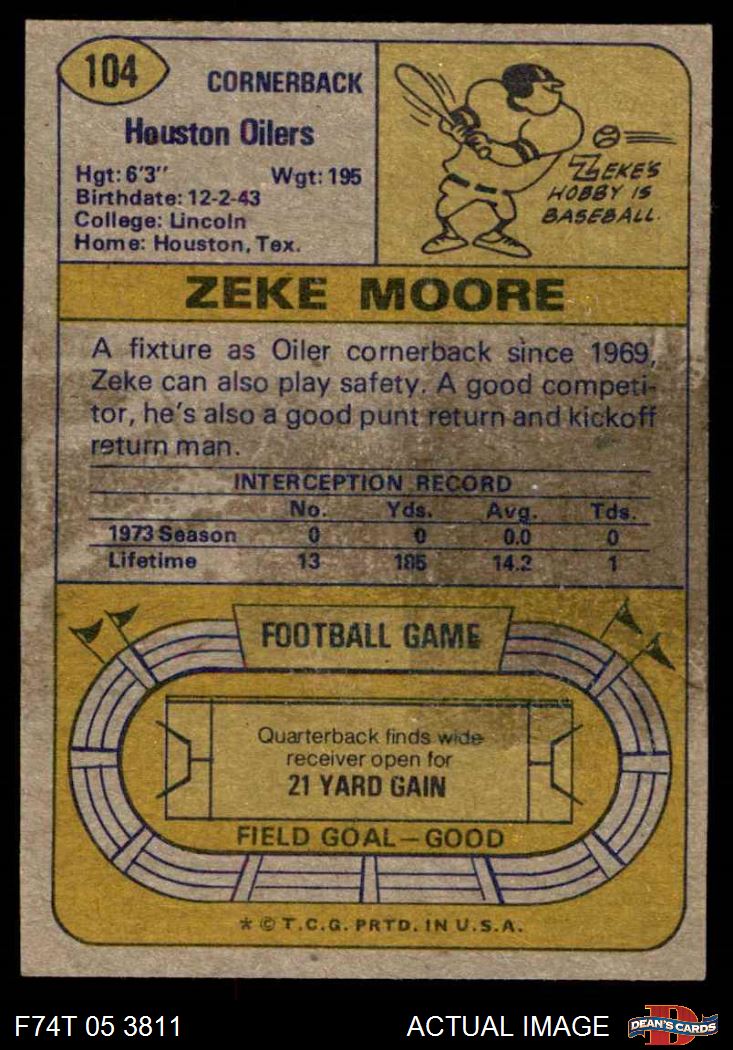 104
CORNERBACK
Houston Oilers
Hgt: 6'3" Wgt: 195
Birthdate: 12-2-43
College: Lincoln
Home: Houston, Tex.
ZEKE'S
HOBBY IS
BASEBALL.
ZEKE MOORE
A fixture as Oiler cornerback since 1969,
Zeke can also play safety. A good competi-
tor, he's also a good punt return and kickoff
return man.
INTERCEPTION RECORD
No. Yds. Avg. Tds.
1973 Season 0 0 0.0 0
Lifetime 13 185 14.2 1
FOOTBALL GAME
Quarterback finds wide
receiver open for
21 YARD GAIN
FIELD GOAL—GOOD
* © T.C.G. PRTD. IN U.S.A.
F74T 05 3811 ACTUAL IMAGE
D
DEAN'S CARDS